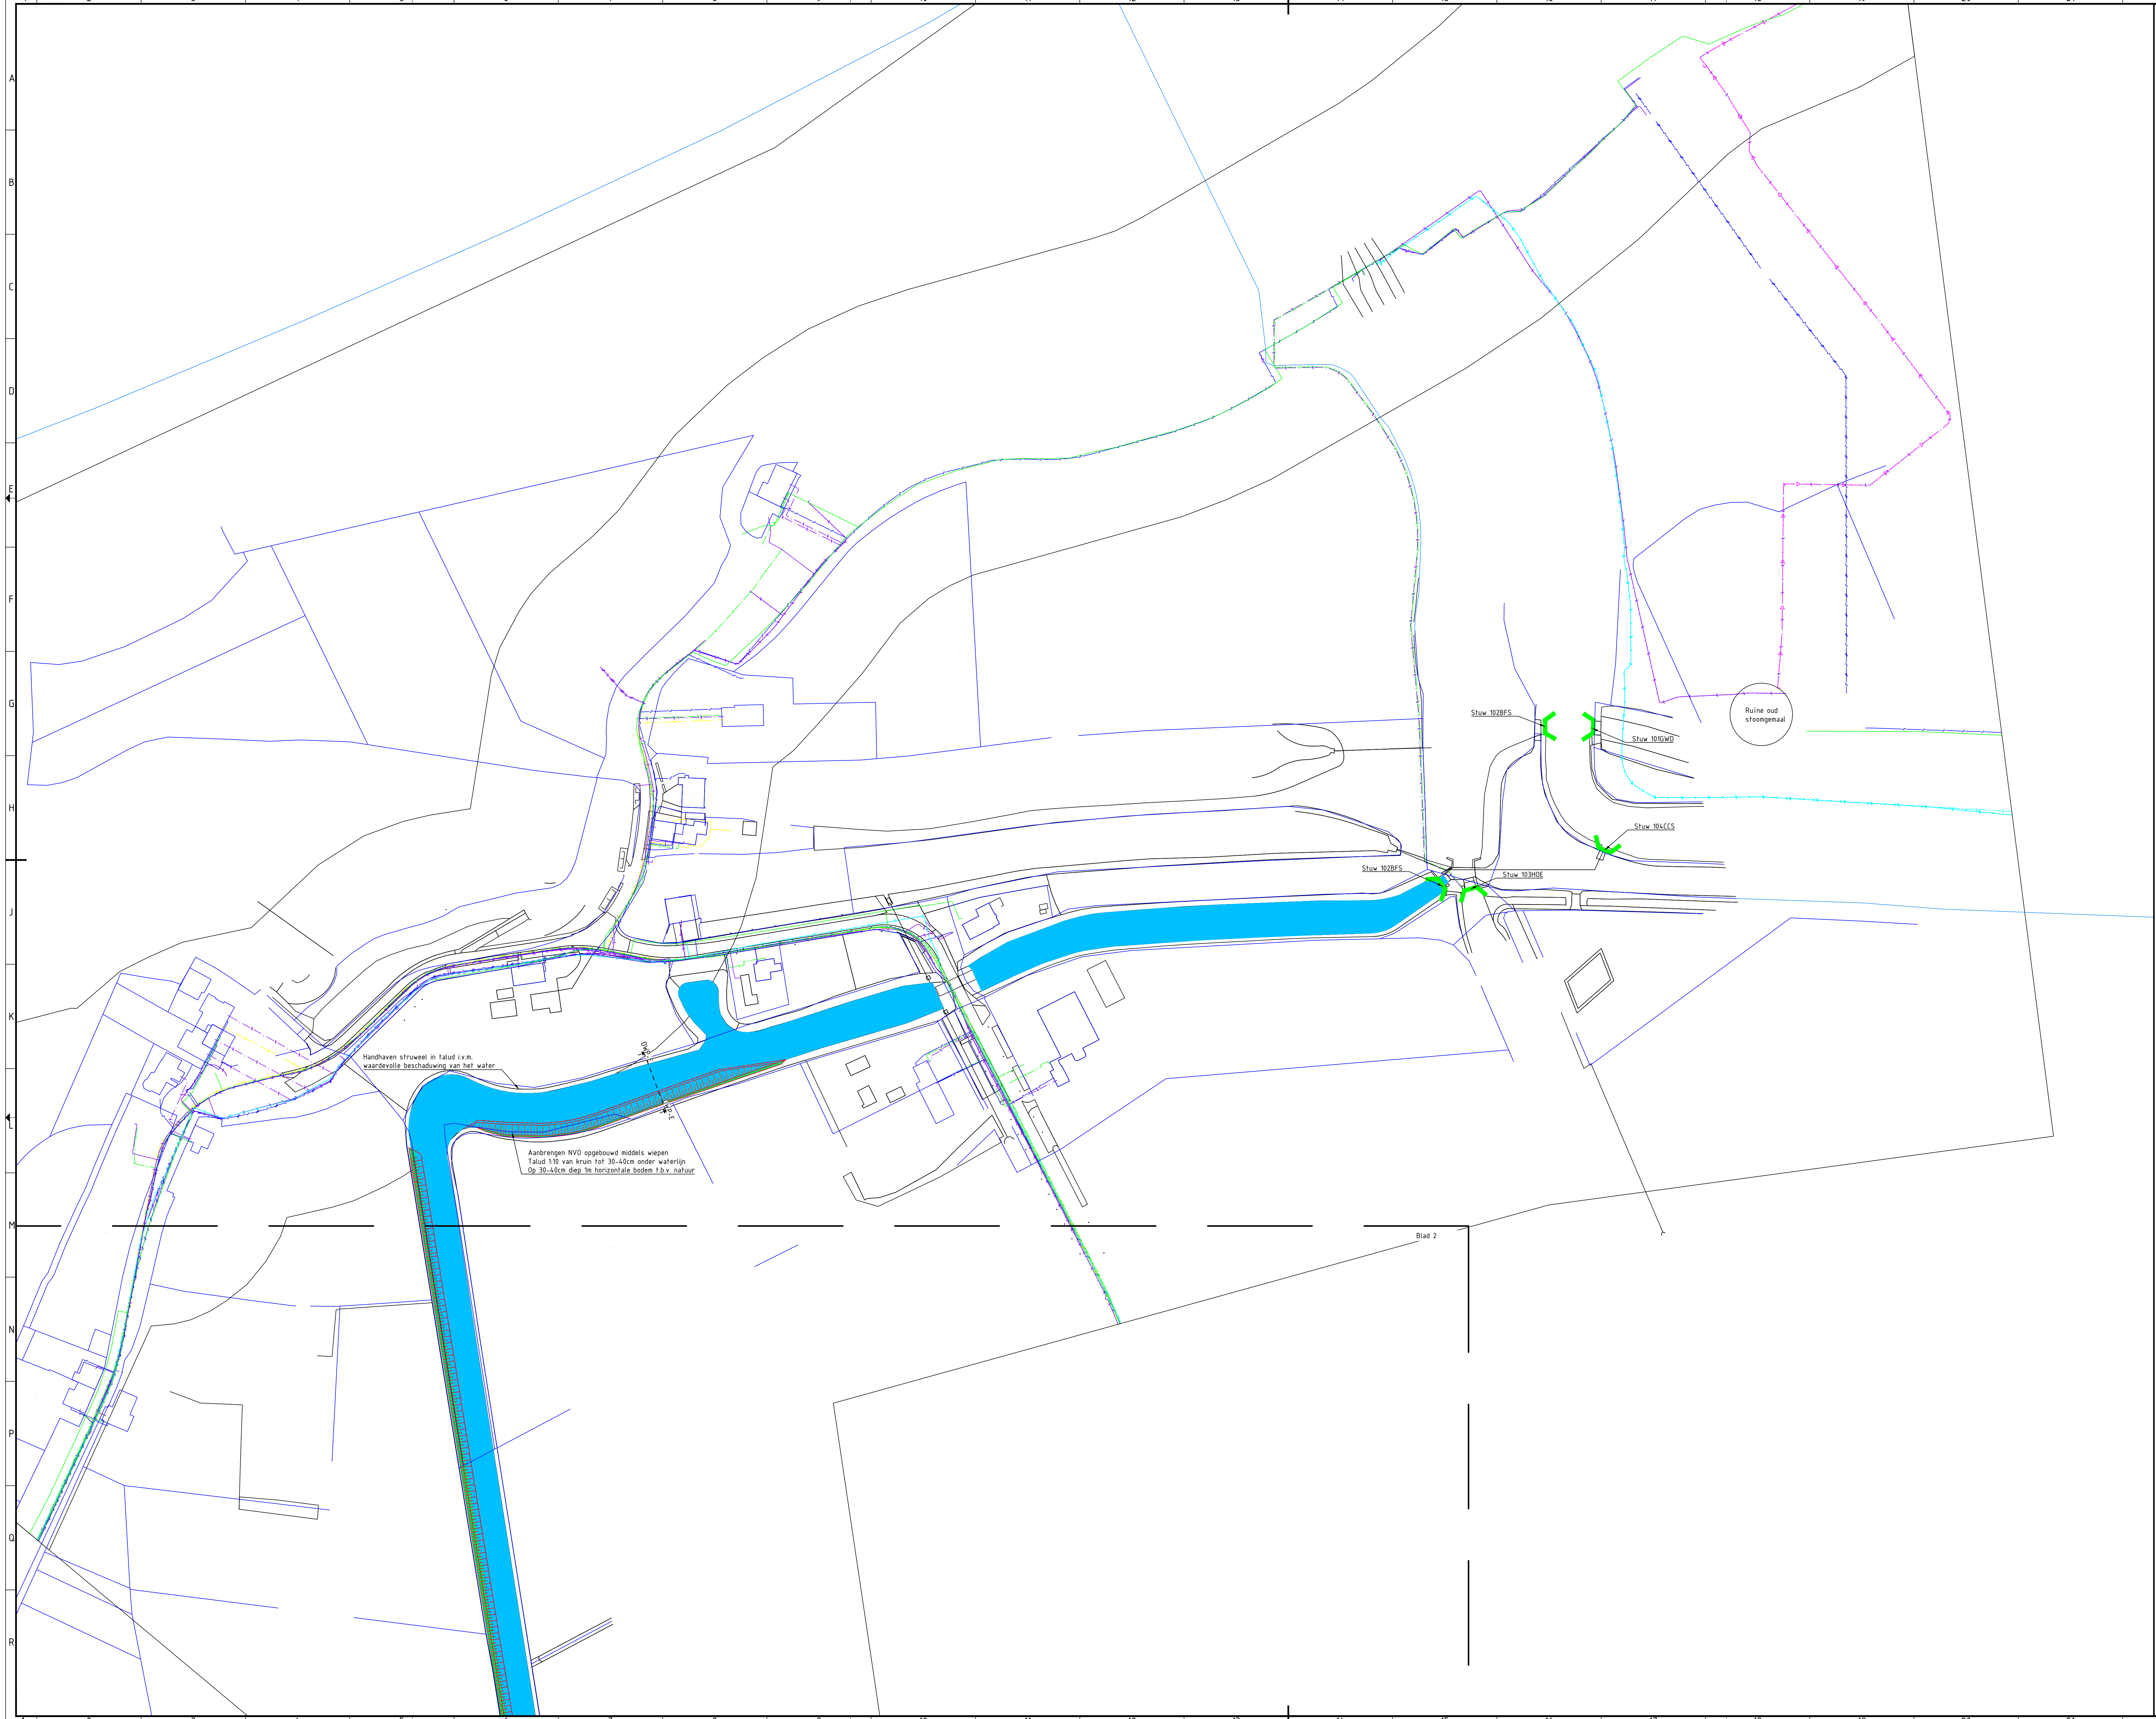 A
B
C
D
E
F
G
Stuw 102BFS
Ruine oud
stoomgemaal
Stuw 101GWD
H
Stuw 104CCS
Stuw 102BFS
Stuw 103HOE
J
K
Handhaven struweel in talud i.v.m.
waardevolle beschaduwing van het water
L
Aanbrengen NVO opgebouwd middels wiepen
Talud 1:10 van kruin tot 30-40cm onder waterlijn
Op 30-40cm diep 1m horizontale bodem t.b.v. natuur
M
Blad 2
N
P
Q
R